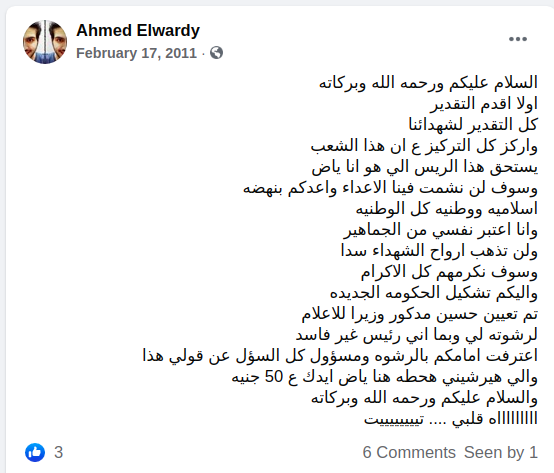 Ahmed Elwardy
February 17, 2011 ·
السلام عليكم ورحمه الله وبركاته
اولا اقدم التقدير
كل التقدير لشهدائنا
واركز كل التركيز ع ان هذا الشعب
يستحق هذا الريس الي هو انا ياض
وسوف لن نشمت فينا الاعداء واعدكم بنهضه
اسلاميه ووطنيه كل الوطنيه
وانا اعتبر نفسي من الجماهير
ولن تذهب ارواح الشهداء سدا
وسوف نكرمهم كل الاكرام
واليكم تشكيل الحكومه الجديده
تم تعيين حسين مدكور وزيرا للاعلام
لرشوته لي وبما اني رئيس غير فاسد
اعترفت امامكم بالرشوه ومسؤول كل السؤل عن قولي هذا
والي هيرشيني هحطه هنا ياض ايدك ع 50 جنيه
والسلام عليكم ورحمه الله وبركاته
اااااااااه قلبي .... تييييييييت
3
6 Comments Seen by 1